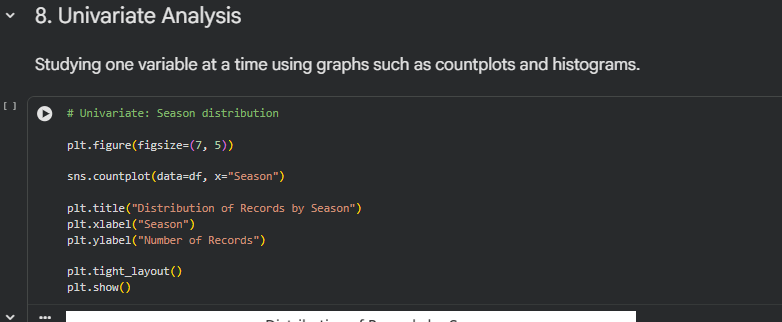 8. Univariate Analysis
Studying one variable at a time using graphs such as countplots and histograms.
[ ]
# Univariate: Season distribution
plt.figure(figsize=(7, 5))
sns.countplot(data=df, x="Season")
plt.title("Distribution of Records by Season")
plt.xlabel("Season")
plt.ylabel("Number of Records")
plt.tight_layout()
plt.show()